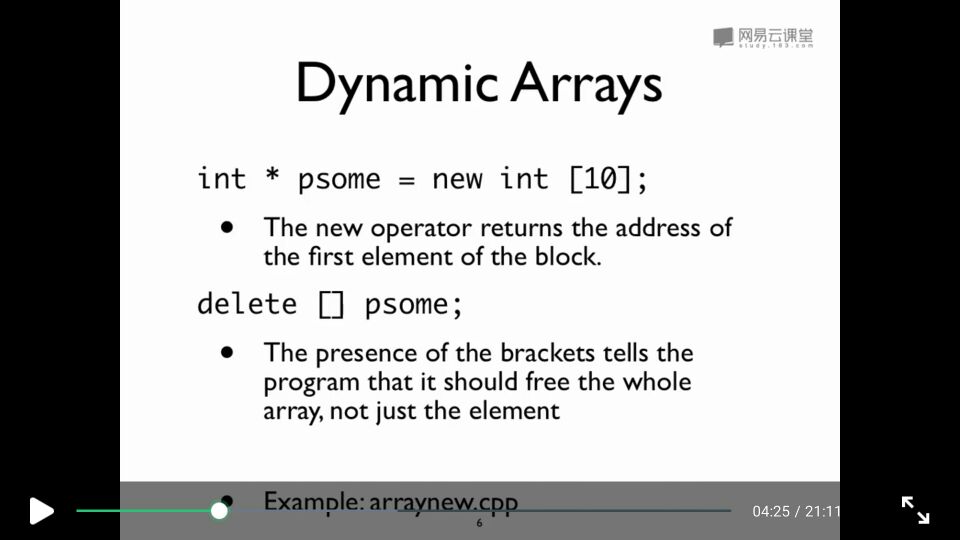 网易云课堂
study.163.com
Dynamic Arrays
int * psome = new int [10];
• The new operator returns the address of
the first element of the block.
delete [] psome;
• The presence of the brackets tells the
program that it should free the whole
array, not just the element
• Example: arraynew.cpp
6
04:25 / 21:11